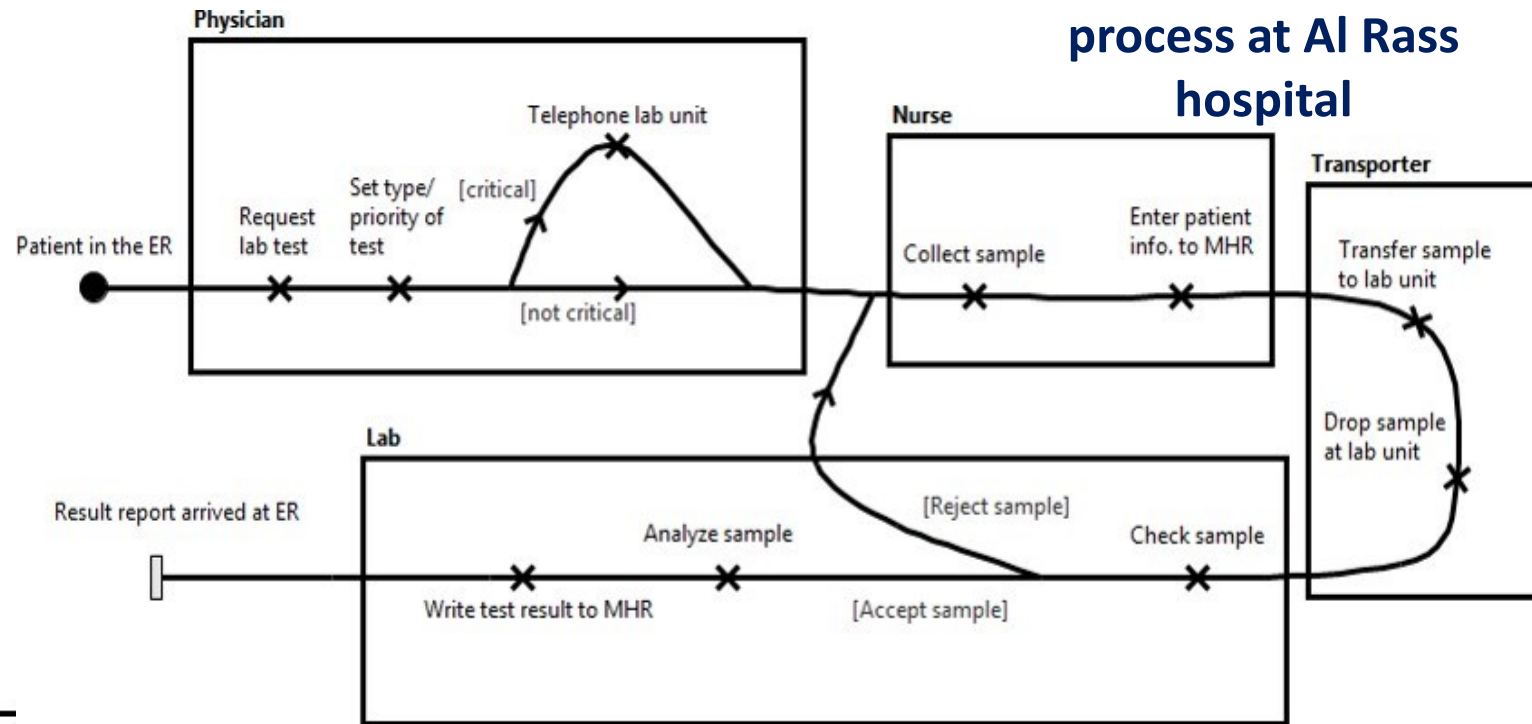 process at Al Rass
hospital
Physician
Telephone lab unit
Set type/
priority of
test
[critical]
Request
lab test
Patient in the ER
[not critical]
Nurse
Collect sample
Enter patient
info. to MHR
Transporter
Transfer sample
to lab unit
Drop sample
at lab unit
Lab
Result report arrived at ER
[Reject sample]
Analyze sample
Check sample
Write test result to MHR
[Accept sample]